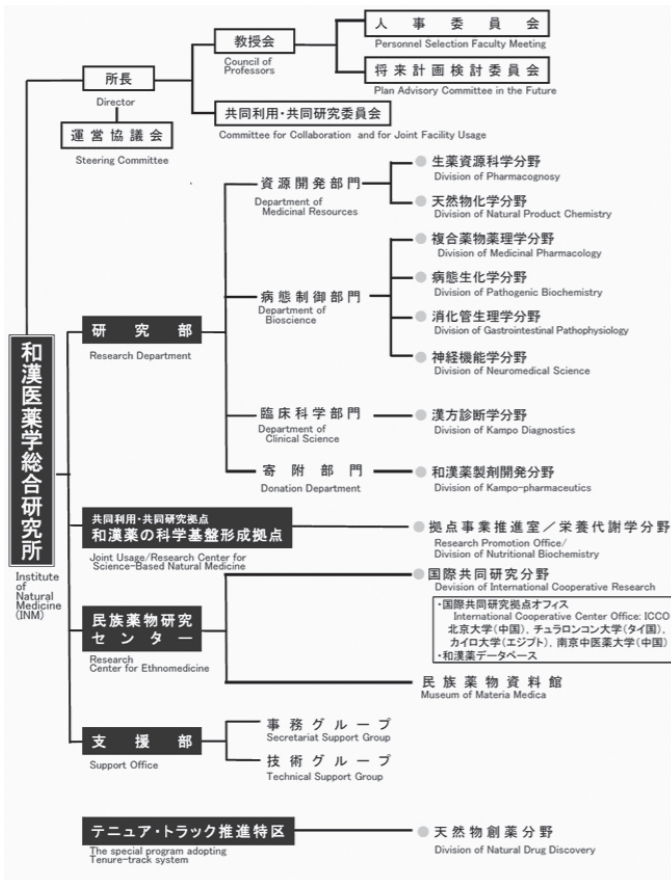 人事委員会
Personnel Selection Faculty Meeting
教授会
Council of
Professors
将来計画検討委員会
Plan Advisory Committee in the Future
所長
Director
共同利用・共同研究委員会
Committee for Collaboration and for Joint Facility Usage
運営協議会
Steering Committee
和漢医薬学総合研究所
Institute
of
Natural
Medicine
(INM)
研究部
Research Department
資源開発部門
Department of
Medicinal Resources
生薬資源科学分野
Division of Pharmacognosy
天然物化学分野
Division of Natural Product Chemistry
病態制御部門
Department of
Bioscience
複合薬物薬理学分野
Division of Medicinal Pharmacology
病態生化学分野
Division of Pathogenic Biochemistry
消化管生理学分野
Division of Gastrointestinal Pathophysiology
神経機能学分野
Division of Neuromedical Science
臨床科学部門
Department of
Clinical Science
漢方診断学分野
Division of Kampo Diagnostics
寄附部門
Donation Department
和漢薬製剤開発分野
Division of Kampo-pharmaceutics
共同利用・共同研究拠点
和漢薬の科学基盤形成拠点
Joint Usage/Research Center for
Science-Based Natural Medicine
拠点事業推進室／栄養代謝学分野
Research Promotion Office/
Division of Nutritional Biochemistry
民族薬物研究
センター
Research
Center for Ethnomedicine
国際共同研究分野
Devision of International Cooperative Research
・国際共同研究拠点オフィス
International Cooperative Center Office: ICCO
北京大学(中国)，チュラロンコン大学(タイ国)，
カイロ大学(エジプト)，南京中医薬大学(中国)
・和漢薬データベース
民族薬物資料館
Museum of Materia Medica
支援部
Support Office
事務グループ
Secretariat Support Group
技術グループ
Technical Support Group
テニュア・トラック推進特区
The special program adopting
Tenure-track system
天然物創薬分野
Division of Natural Drug Discovery